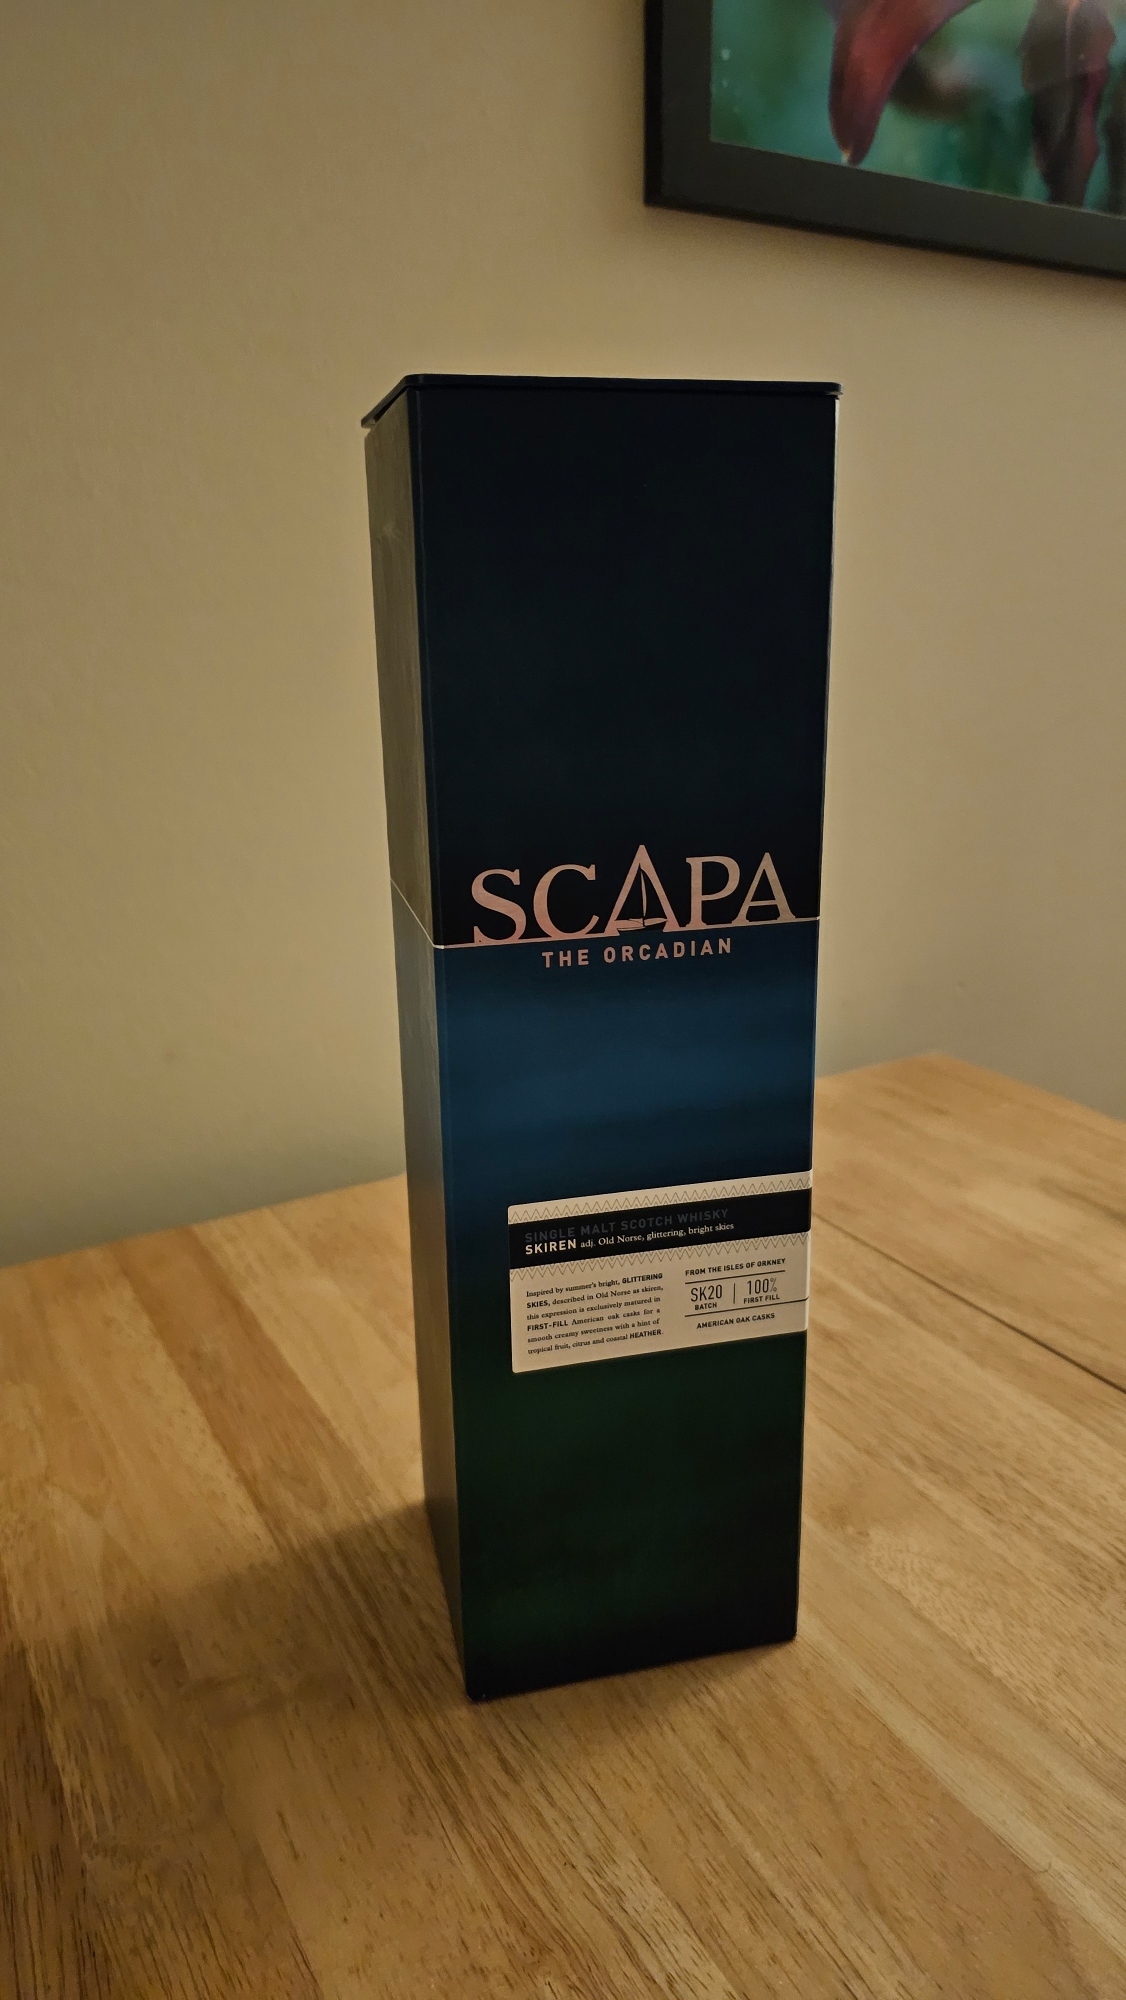 SCAPA
THE ORCADIAN
SINGLE MALT SCOTCH WHISKY
SKIREN adj. Old Norse, glittering, bright skies
Inspired by summer's bright, GLITTERING
SKIES, described in Old Norse as skiren,
this expression is exclusively matured in
FIRST-FILL American oak casks for a
smooth creamy sweetness with a hint of
tropical fruit, citrus and coastal HEATHER.
FROM THE ISLES OF ORKNEY
SK20 100%
BATCH FIRST FILL
AMERICAN OAK CASKS